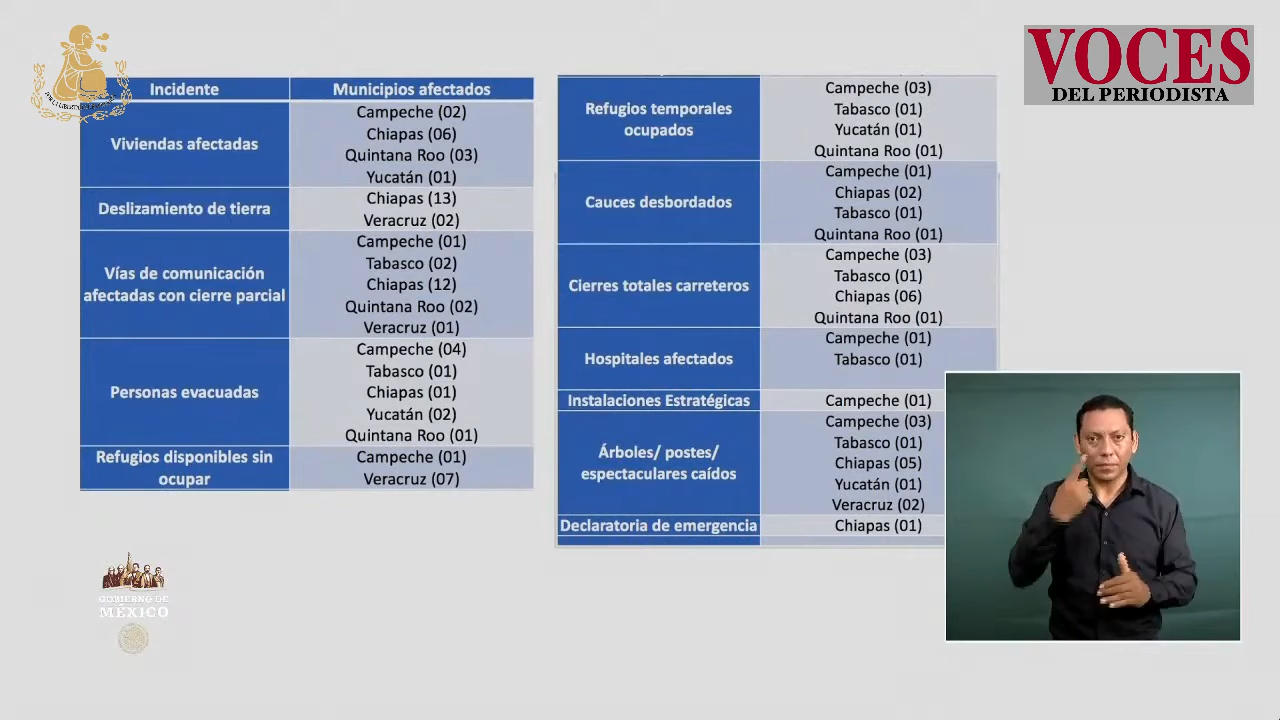 VOCES
DEL PERIODISTA
Incidente
Municipios afectados
Viviendas afectadas
Campeche (02)
Chiapas (06)
Quintana Roo (03)
Yucatán (01)
Deslizamiento de tierra
Chiapas (13)
Veracruz (02)
Vías de comunicación
afectadas con cierre parcial
Campeche (01)
Tabasco (02)
Chiapas (12)
Quintana Roo (02)
Veracruz (01)
Personas evacuadas
Campeche (04)
Tabasco (01)
Chiapas (01)
Yucatán (02)
Quintana Roo (01)
Refugios disponibles sin
ocupar
Campeche (01)
Veracruz (07)
Refugios temporales
ocupados
Campeche (03)
Tabasco (01)
Yucatán (01)
Quintana Roo (01)
Cauces desbordados
Campeche (01)
Chiapas (02)
Tabasco (01)
Quintana Roo (01)
Cierres totales carreteros
Campeche (03)
Tabasco (01)
Chiapas (06)
Quintana Roo (01)
Hospitales afectados
Campeche (01)
Tabasco (01)
Instalaciones Estratégicas
Campeche (01)
Árboles/ postes/
espectaculares caídos
Campeche (03)
Tabasco (01)
Chiapas (05)
Yucatán (01)
Veracruz (02)
Declaratoria de emergencia
Chiapas (01)
GOBIERNO DE
MÉXICO